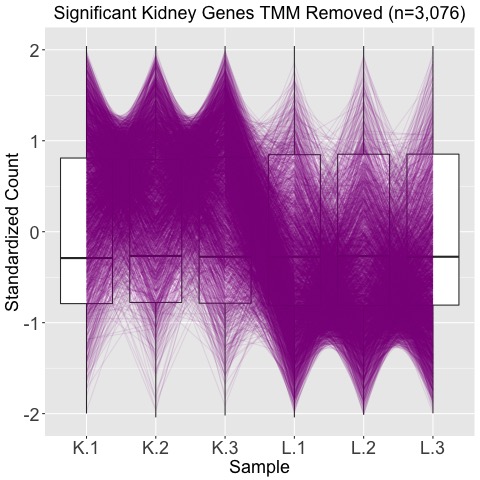 Significant Kidney Genes TMM Removed (n=3,076)
Standardized Count
2
1
0
-1
-2
K.1 K.2 K.3 L.1 L.2 L.3
Sample